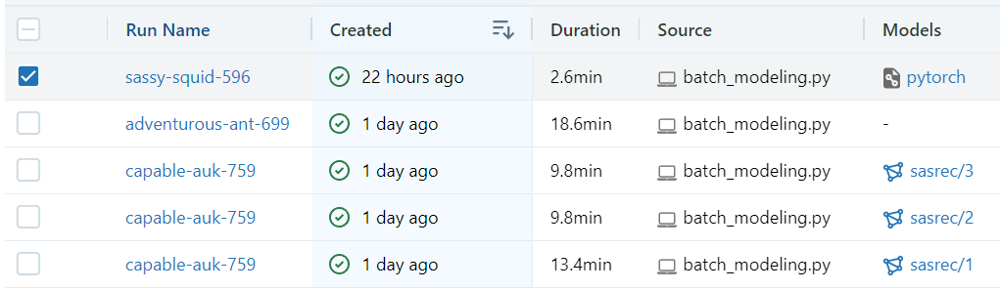 Run Name Created Duration Source Models
sassy-squid-596 22 hours ago 2.6min batch_modeling.py pytorch
adventurous-ant-699 1 day ago 18.6min batch_modeling.py -
capable-auk-759 1 day ago 9.8min batch_modeling.py sasrec/3
capable-auk-759 1 day ago 9.8min batch_modeling.py sasrec/2
capable-auk-759 1 day ago 13.4min batch_modeling.py sasrec/1